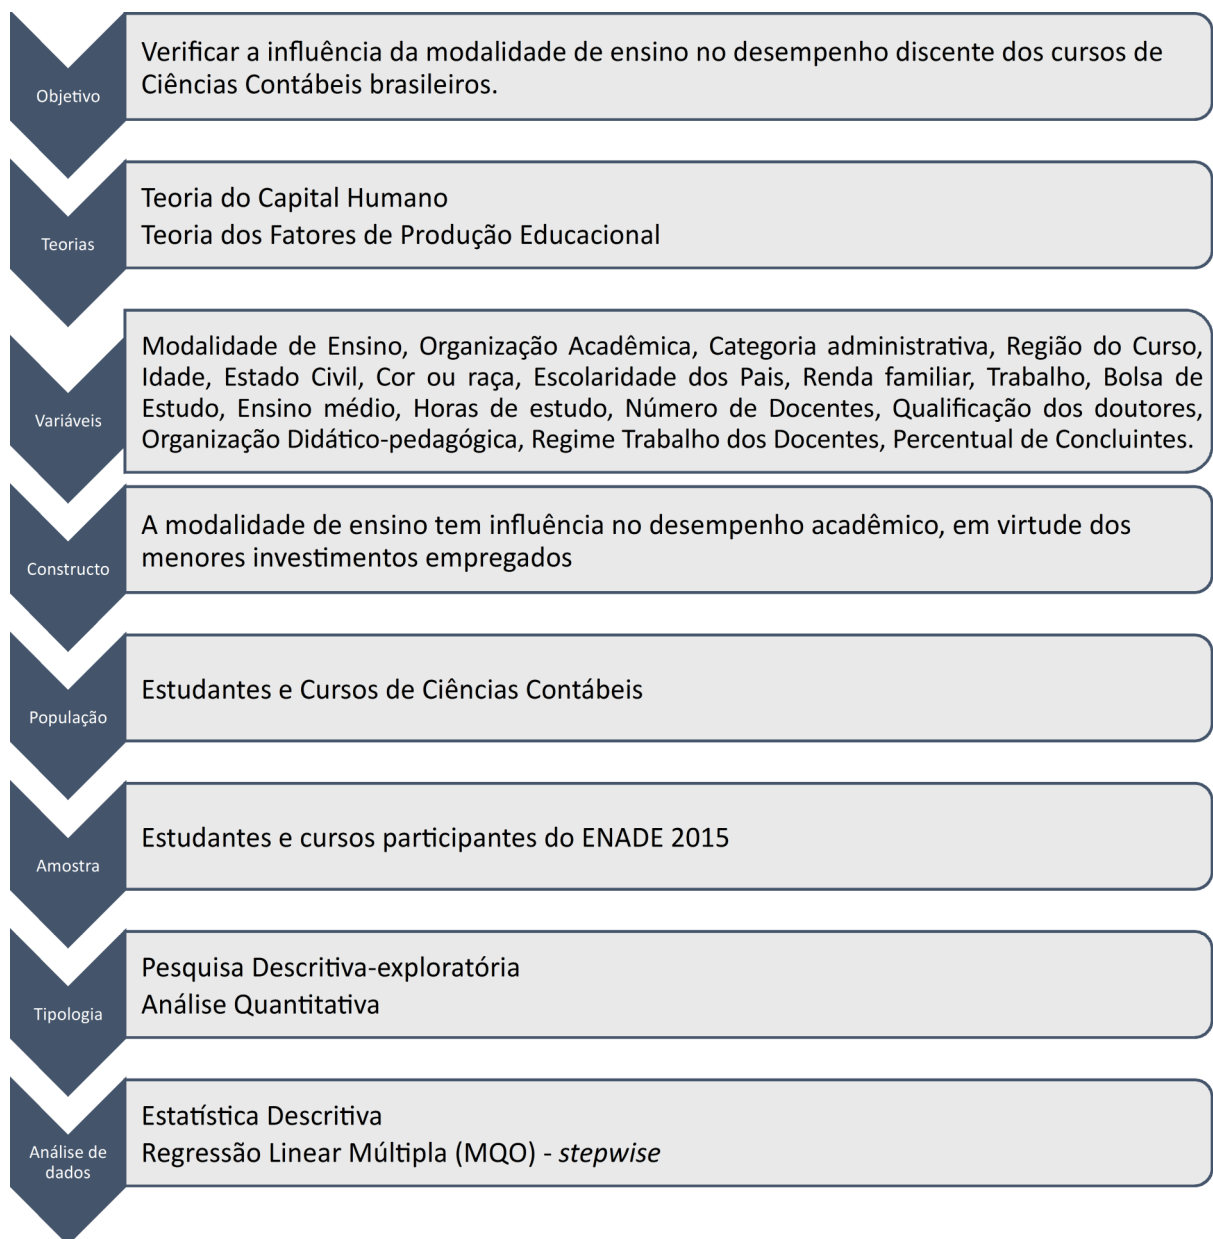 Objetivo
Verificar a influência da modalidade de ensino no desempenho discente dos cursos de
Ciências Contábeis brasileiros.
Teorias
Teoria do Capital Humano
Teoria dos Fatores de Produção Educacional
Variáveis
Modalidade de Ensino, Organização Acadêmica, Categoria administrativa, Região do Curso,
Idade, Estado Civil, Cor ou raça, Escolaridade dos Pais, Renda familiar, Trabalho, Bolsa de
Estudo, Ensino médio, Horas de estudo, Número de Docentes, Qualificação dos doutores,
Organização Didático-pedagógica, Regime Trabalho dos Docentes, Percentual de Concluintes.
Constructo
A modalidade de ensino tem influência no desempenho acadêmico, em virtude dos
menores investimentos empregados
População
Estudantes e Cursos de Ciências Contábeis
Amostra
Estudantes e cursos participantes do ENADE 2015
Tipologia
Pesquisa Descritiva-exploratória
Análise Quantitativa
Análise de
dados
Estatística Descritiva
Regressão Linear Múltipla (MQO) - stepwise